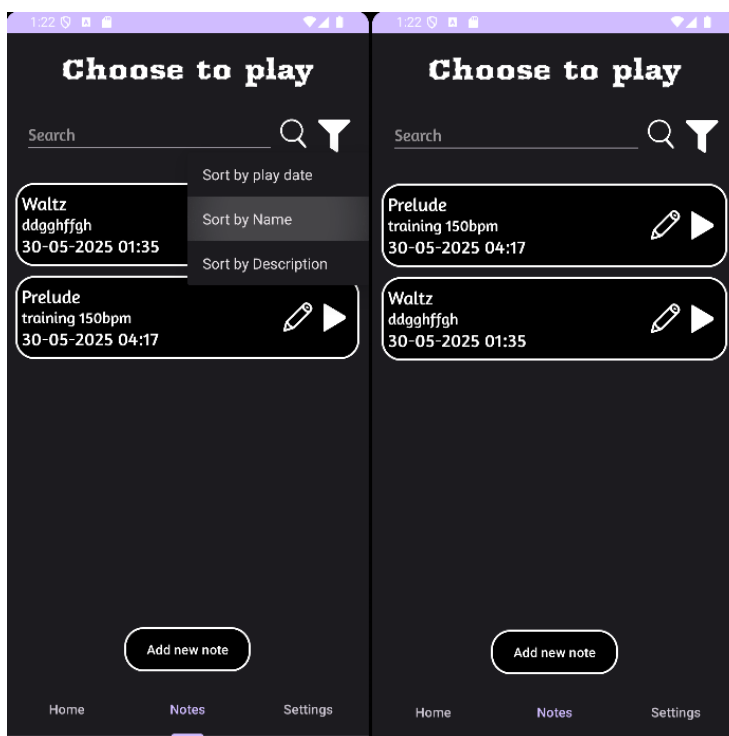 1:22
Choose to play
Search
Sort by play date
Waltz
ddgghffgh
30-05-2025 01:35
Sort by Name
Sort by Description
Prelude
training 150bpm
30-05-2025 04:17
Add new note
Home Notes Settings
1:22
Choose to play
Search
Prelude
training 150bpm
30-05-2025 04:17
Waltz
ddgghffgh
30-05-2025 01:35
Add new note
Home Notes Settings